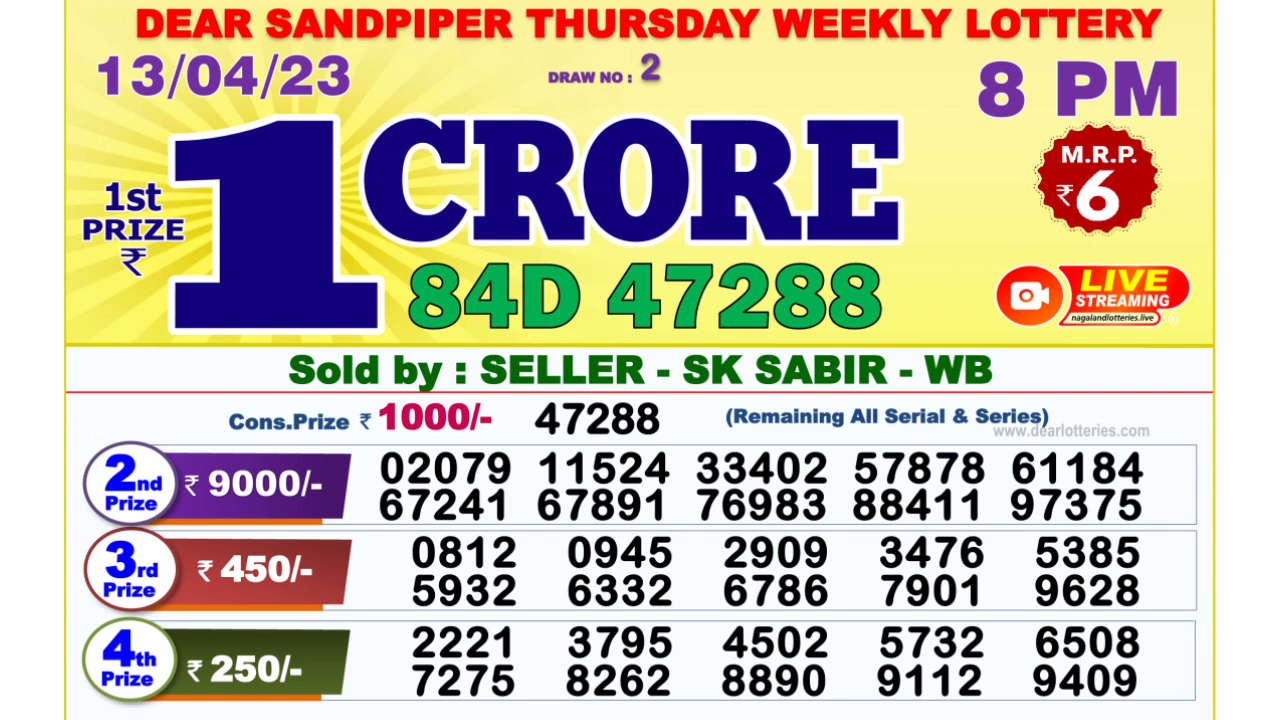 DEAR SANDPIPER THURSDAY WEEKLY LOTTERY
13/04/23
DRAW NO : 2
8 PM
M.R.P.
₹ 6
1st
PRIZE
₹
1 CRORE
84D 47288
LIVE
STREAMING
nagalandlotteries.live
Sold by : SELLER - SK SABIR - WB
Cons.Prize ₹ 1000/- 47288 (Remaining All Serial & Series)
www.dearlotteries.com
2nd
Prize
₹ 9000/-
02079 11524 33402 57878 61184
67241 67891 76983 88411 97375
3rd
Prize
₹ 450/-
0812 0945 2909 3476 5385
5932 6332 6786 7901 9628
4th
Prize
₹ 250/-
2221 3795 4502 5732 6508
7275 8262 8890 9112 9409